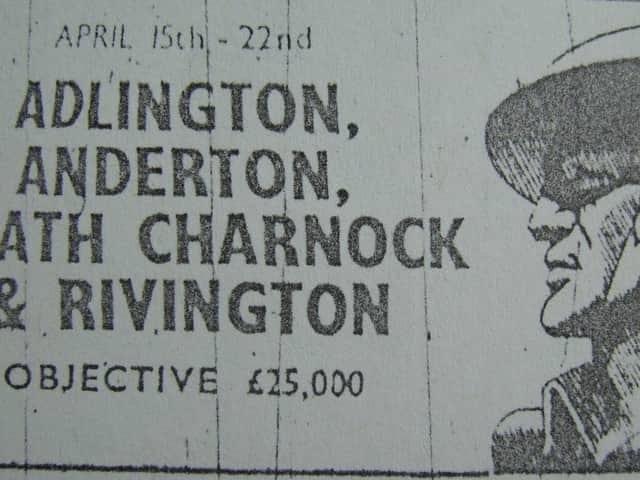 APRIL 15th - 22nd
ADLINGTON,
ANDERTON,
ATH CHARNOCK
& RIVINGTON
OBJECTIVE £25,000